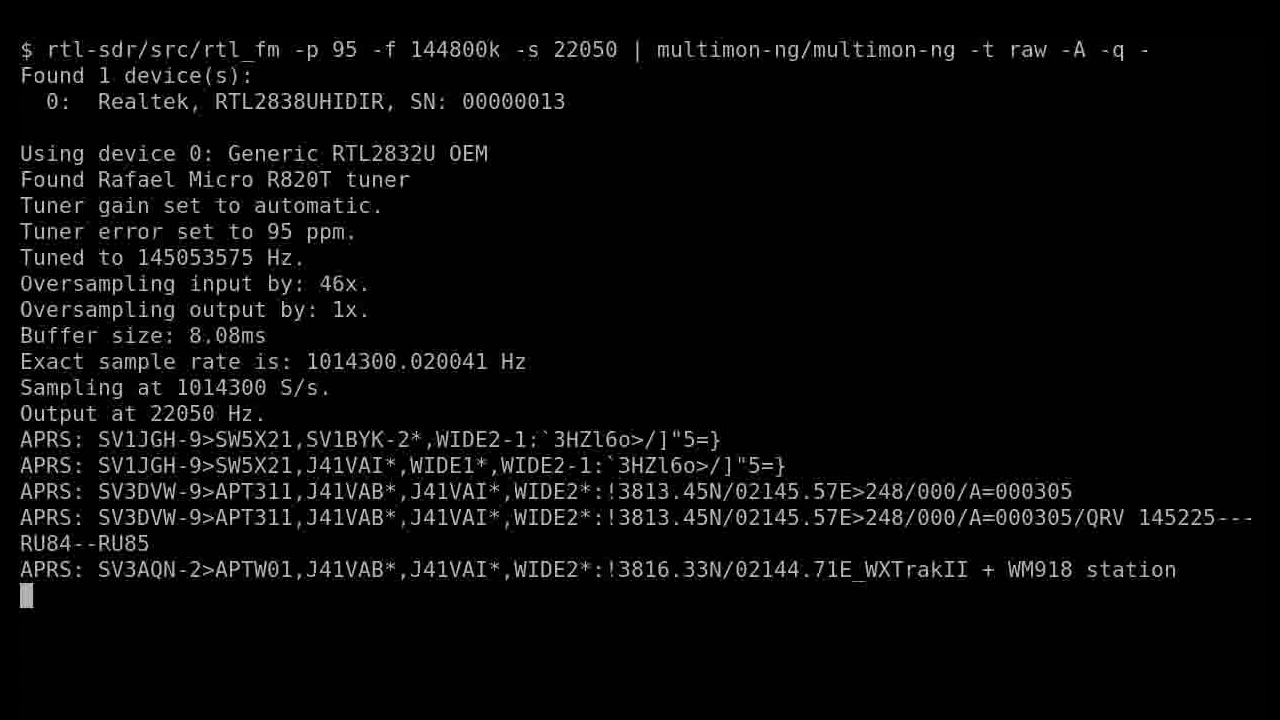 $ rtl-sdr/src/rtl_fm -p 95 -f 144800k -s 22050 | multimon-ng/multimon-ng -t raw -A -q -
Found 1 device(s):
  0:  Realtek, RTL2838UHIDIR, SN: 00000013

Using device 0: Generic RTL2832U OEM
Found Rafael Micro R820T tuner
Tuner gain set to automatic.
Tuner error set to 95 ppm.
Tuned to 145053575 Hz.
Oversampling input by: 46x.
Oversampling output by: 1x.
Buffer size: 8.08ms
Exact sample rate is: 1014300.020041 Hz
Sampling at 1014300 S/s.
Output at 22050 Hz.
APRS: SV1JGH-9>SW5X21,SV1BYK-2*,WIDE2-1:`3HZl6o>/]"5=}
APRS: SV1JGH-9>SW5X21,J41VAI*,WIDE1*,WIDE2-1:`3HZl6o>/]"5=}
APRS: SV3DVW-9>APT311,J41VAB*,J41VAI*,WIDE2*:!3813.45N/02145.57E>248/000/A=000305
APRS: SV3DVW-9>APT311,J41VAB*,J41VAI*,WIDE2*:!3813.45N/02145.57E>248/000/A=000305/QRV 145225---
RU84--RU85
APRS: SV3AQN-2>APTW01,J41VAB*,J41VAI*,WIDE2*:!3816.33N/02144.71E_WXTrakII + WM918 station